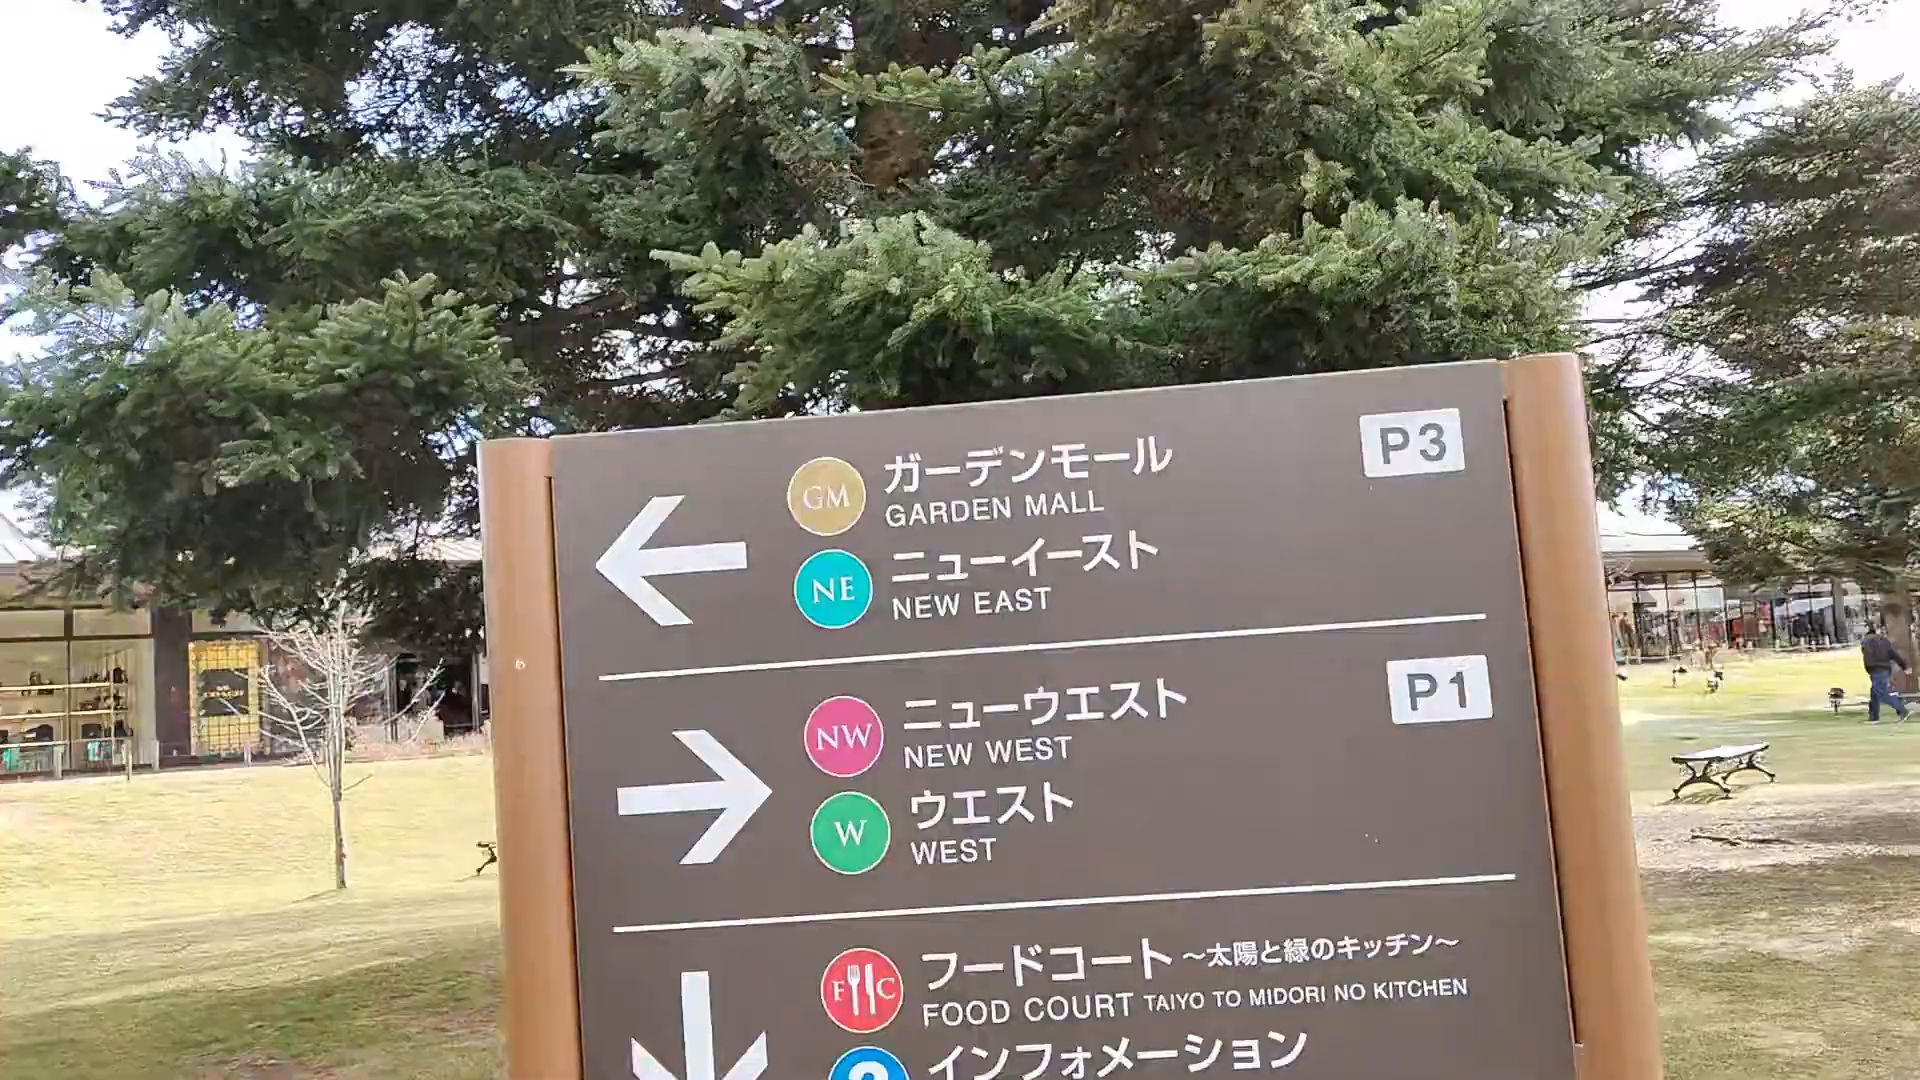 P3
GM ガーデンモール
GARDEN MALL
NE ニューイースト
NEW EAST
P1
NW ニューウエスト
NEW WEST
W ウエスト
WEST
FC フードコート ～太陽と緑のキッチン～
FOOD COURT TAIYO TO MIDORI NO KITCHEN
インフォメーション